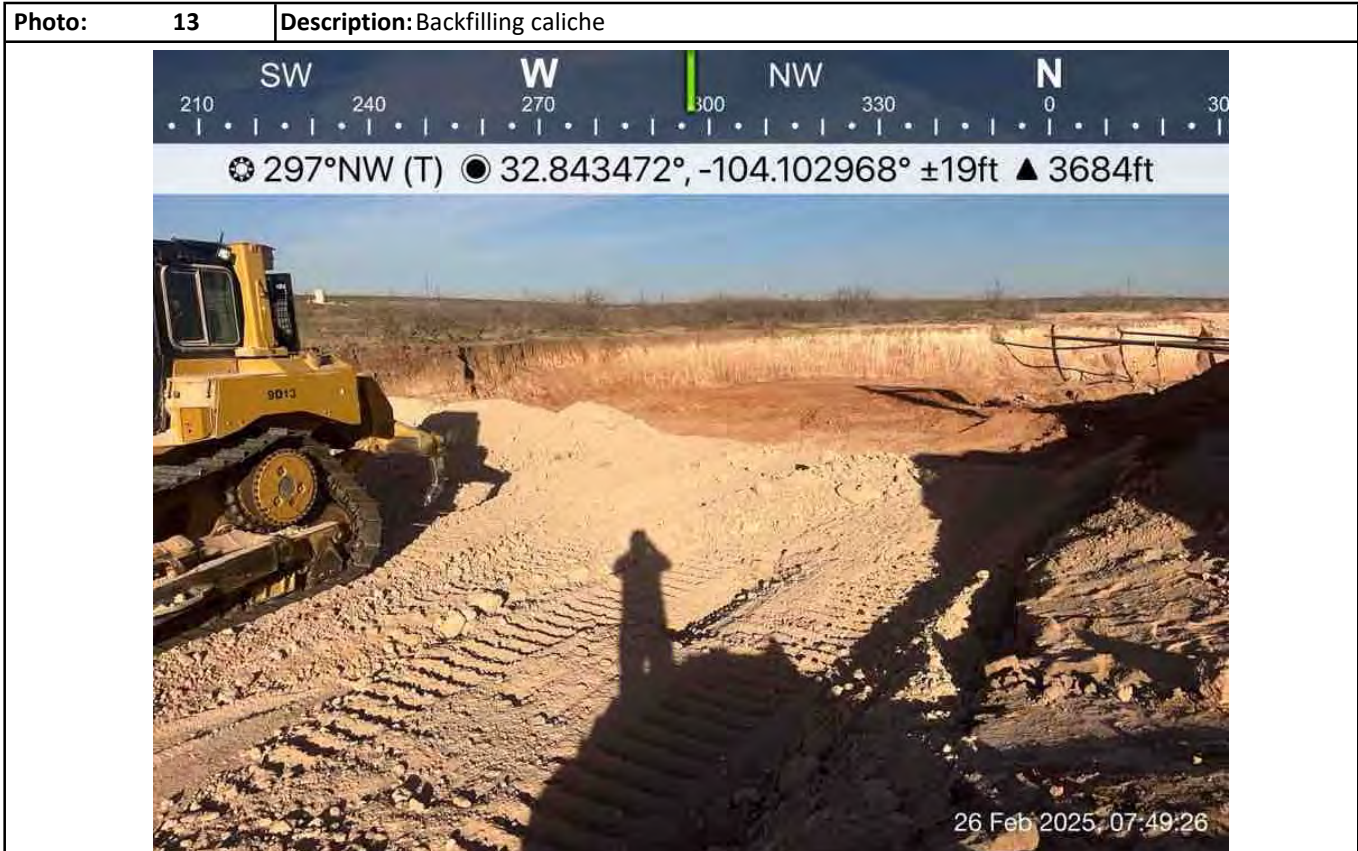 Photo: 13 Description: Backfilling caliche
SW W NW N
210 240 270 300 330 0 30
297°NW (T) 32.843472°, -104.102968° ±19ft ▲ 3684ft
9D13
26 Feb 2025, 07:49:26